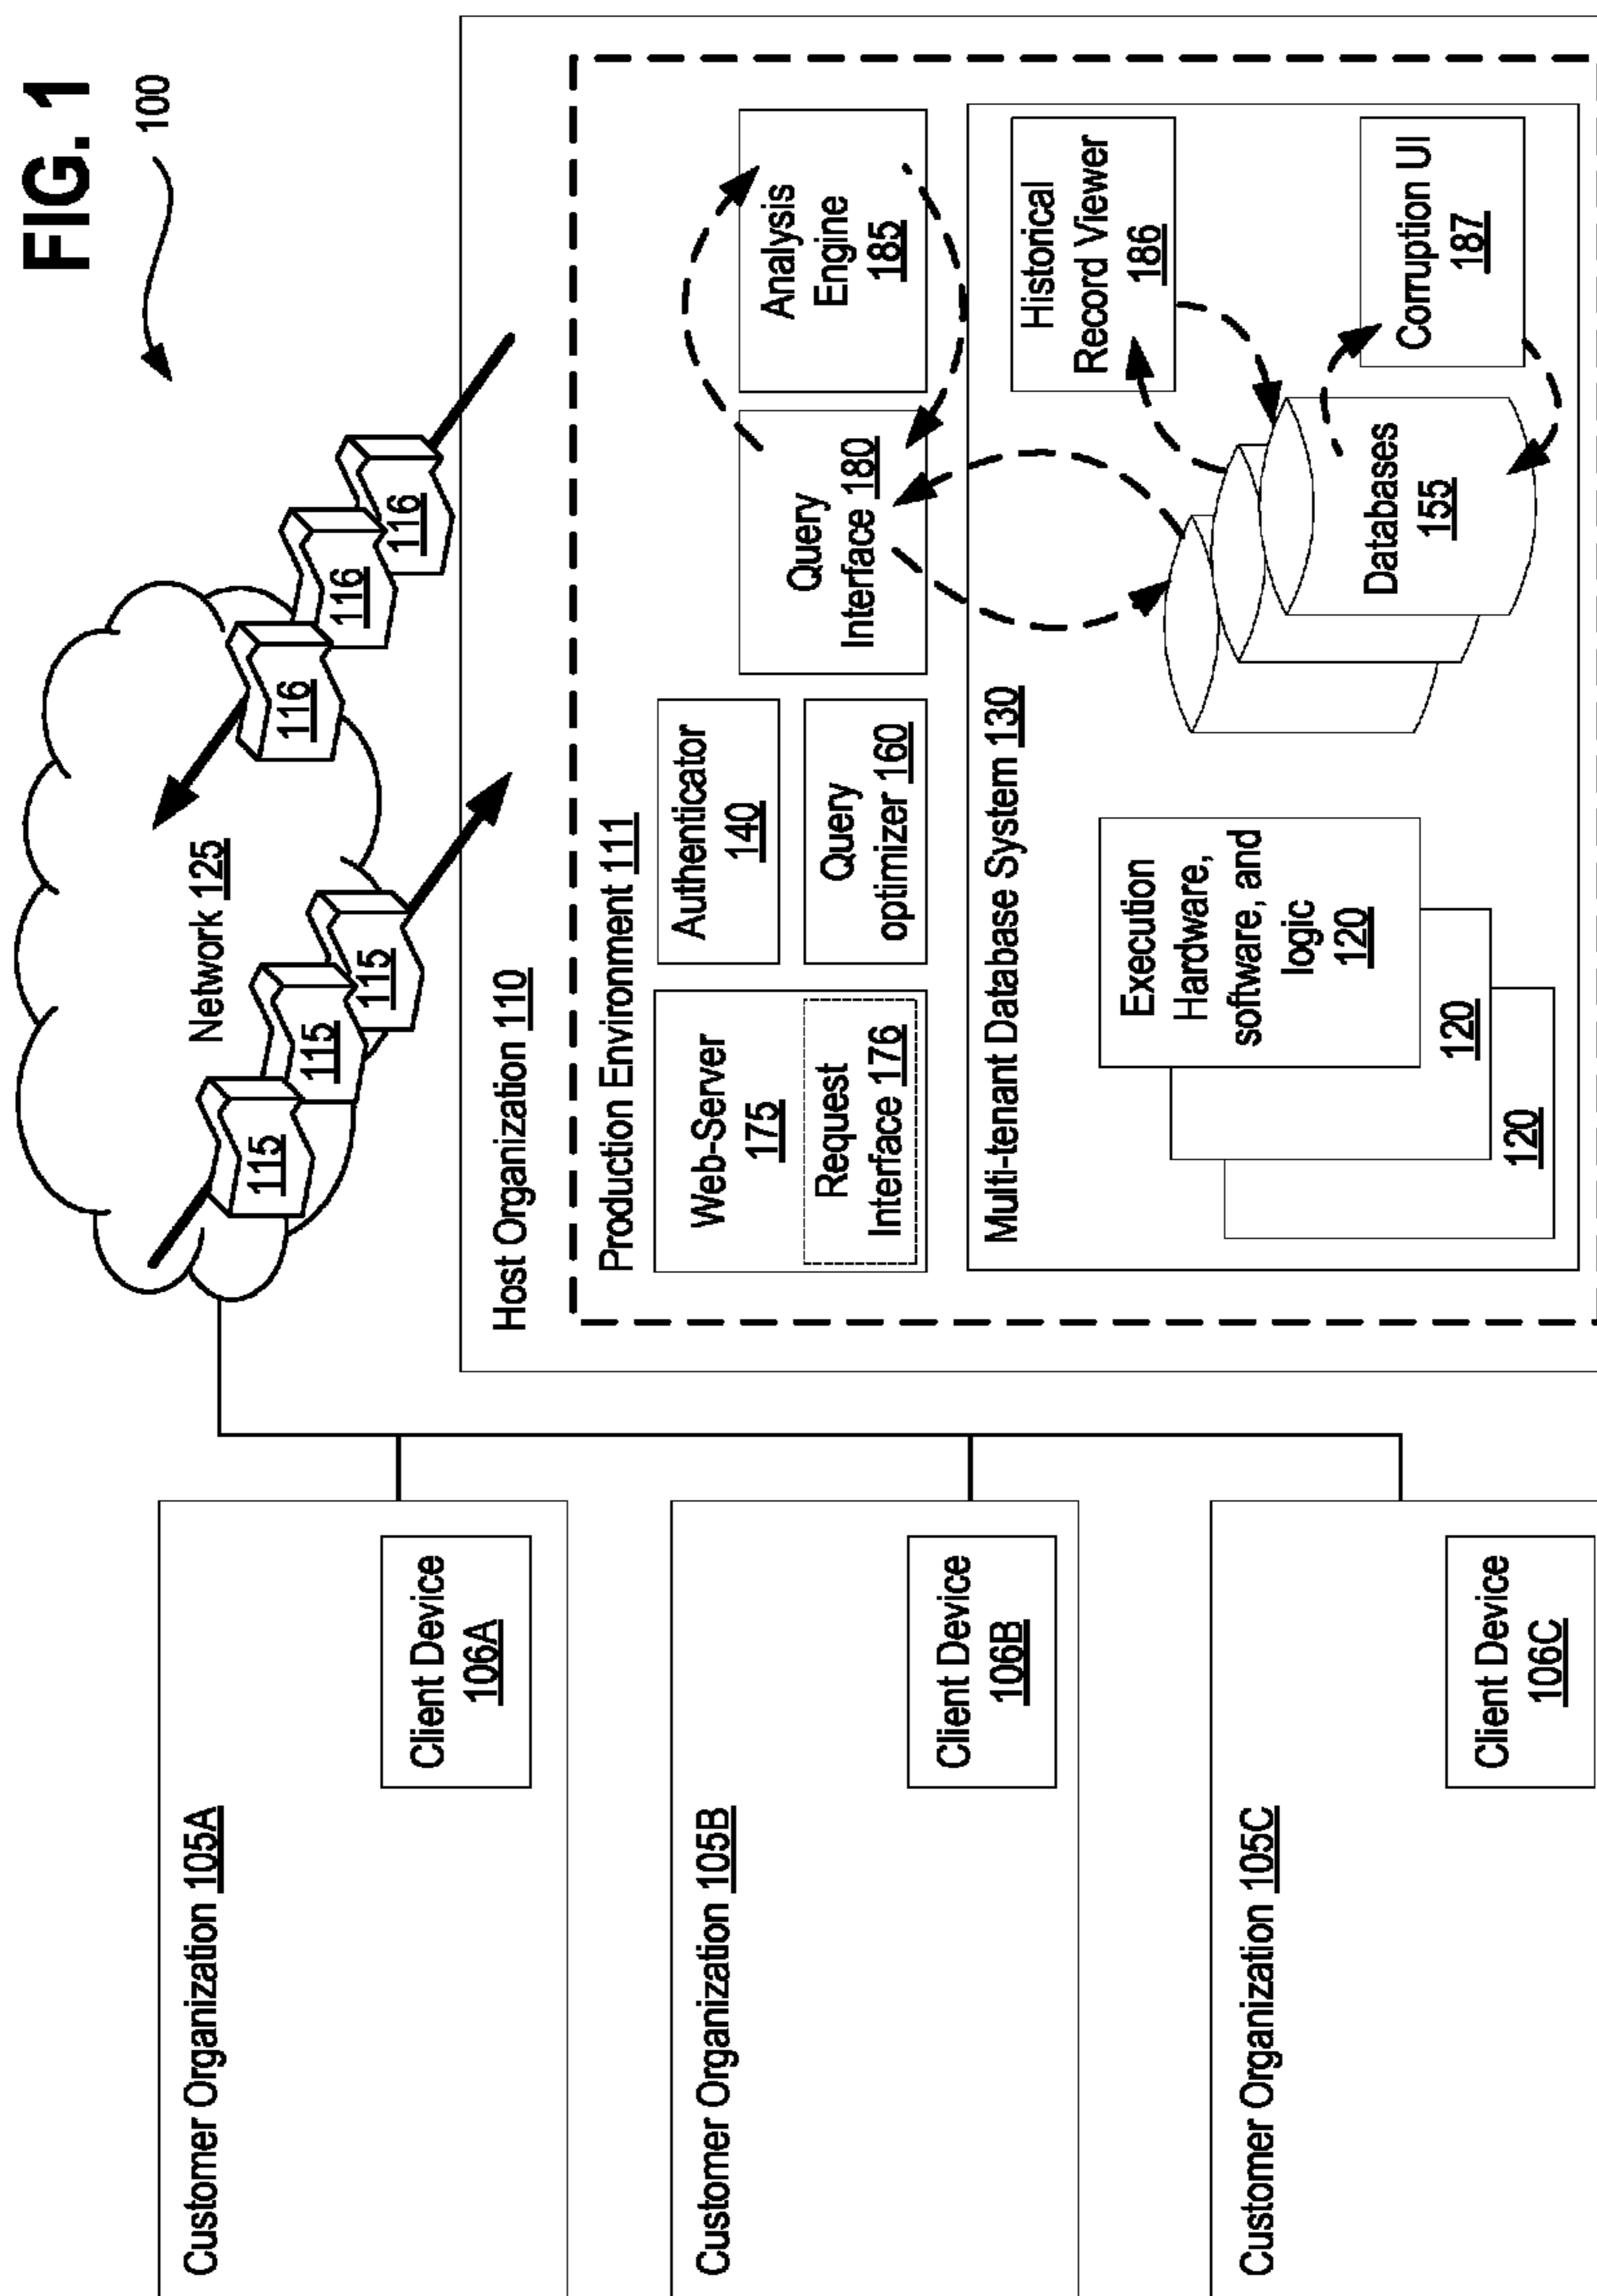 FIG. 1
100
Network 125
115
115
115
116
116
116
Host Organization 110
Production Environment 111
Web-Server
175
Request
Interface 176
Authenticator
140
Query
optimizer 160
Query
Interface 180
Analysis
Engine
185
Multi-tenant Database System 130
Execution
Hardware,
software, and
logic
120
120
120
Databases
155
Historical
Record Viewer
186
Corruption UI
187
Customer Organization 105A
Client Device
106A
Customer Organization 105B
Client Device
106B
Customer Organization 105C
Client Device
106C